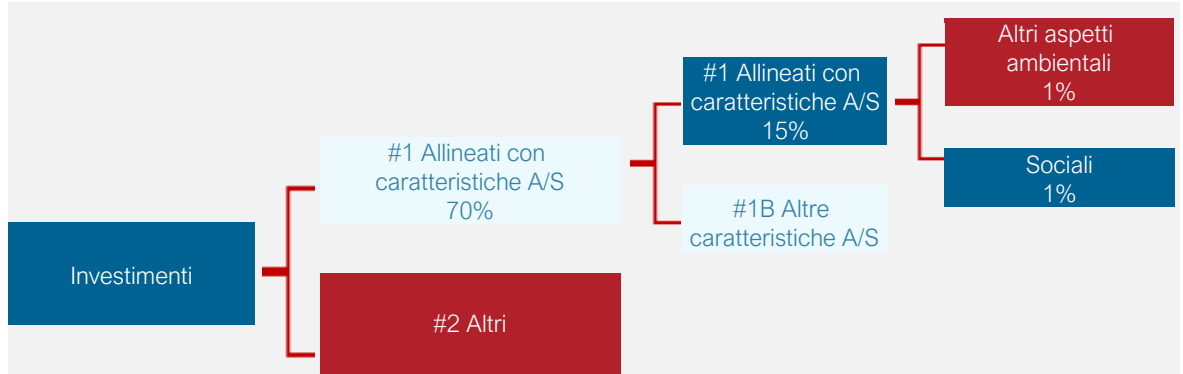 Investimenti
#1 Allineati con
caratteristiche A/S
70%
#2 Altri
#1 Allineati con
caratteristiche A/S
15%
#1B Altre
caratteristiche A/S
Altri aspetti
ambientali
1%
Sociali
1%